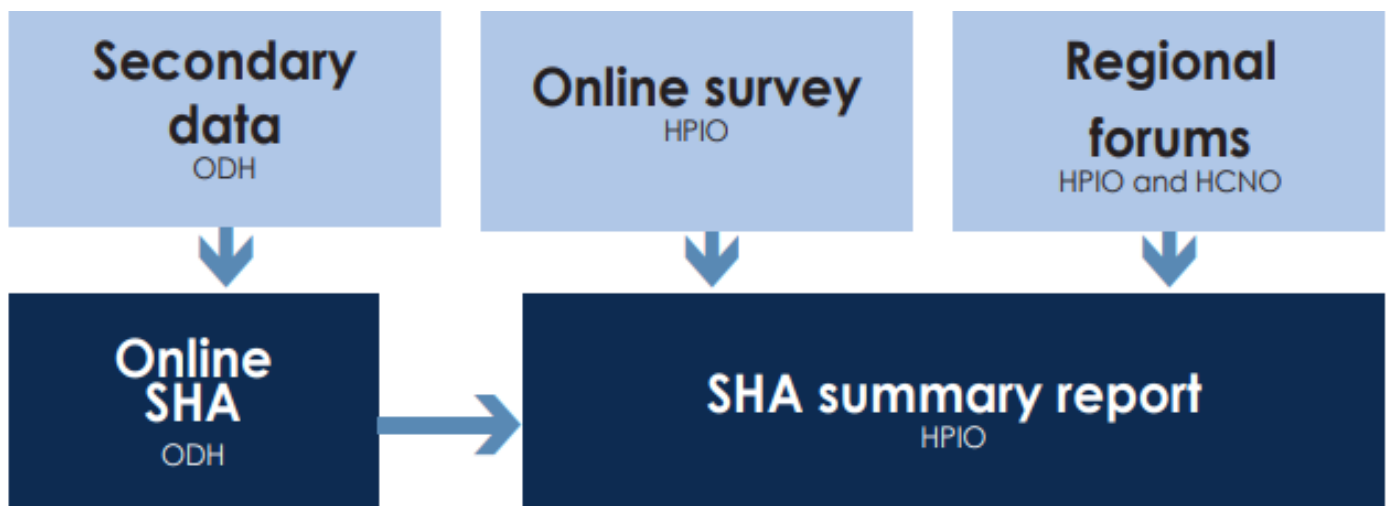 Secondary
data
ODH
Online survey
HPIO
Regional
forums
HPIO and HCNO
Online
SHA
ODH
SHA summary report
HPIO